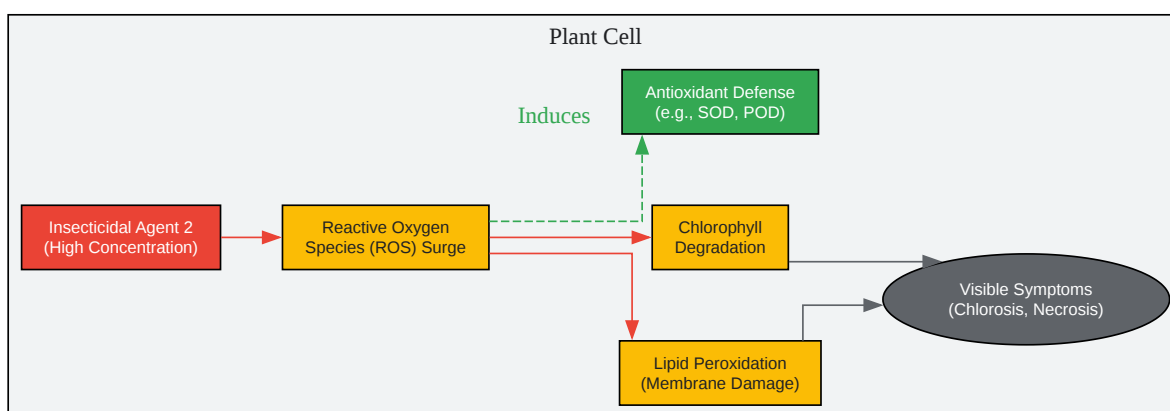 Plant Cell
Antioxidant Defense
(e.g., SOD, POD)
Induces
Insecticidal Agent 2
(High Concentration)
Reactive Oxygen
Species (ROS) Surge
Chlorophyll
Degradation
Visible Symptoms
(Chlorosis, Necrosis)
Lipid Peroxidation
(Membrane Damage)